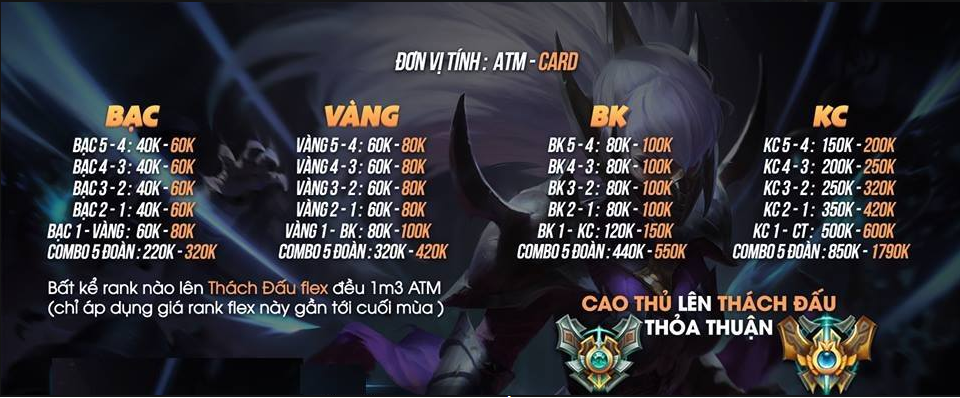 ĐƠN VỊ TÍNH : ATM - CARD
BẠC
BẠC 5 - 4 : 40K - 60K
BẠC 4 - 3 : 40K - 60K
BẠC 3 - 2 : 40K - 60K
BẠC 2 - 1 : 40K - 60K
BẠC 1 - VÀNG : 60K - 80K
COMBO 5 ĐOÀN : 220K - 320K
VÀNG
VÀNG 5 - 4 : 60K - 80K
VÀNG 4 - 3 : 60K - 80K
VÀNG 3 - 2 : 60K - 80K
VÀNG 2 - 1 : 60K - 80K
VÀNG 1 - BK : 80K - 100K
COMBO 5 ĐOÀN : 320K - 420K
BK
BK 5 - 4 : 80K - 100K
BK 4 - 3 : 80K - 100K
BK 3 - 2 : 80K - 100K
BK 2 - 1 : 80K - 100K
BK 1 - KC : 120K - 150K
COMBO 5 ĐOÀN : 440K - 550K
KC
KC 5 - 4 : 150K - 200K
KC 4 - 3 : 200K - 250K
KC 3 - 2 : 250K - 320K
KC 2 - 1 : 350K - 420K
KC 1 - CT : 500K - 600K
COMBO 5 ĐOÀN : 850K - 1790K
Bất kể rank nào lên Thách Đấu flex đều 1m3 ATM
(chỉ áp dụng giá rank flex này gần tới cuối mùa )
CAO THỦ LÊN THÁCH ĐẤU
THỎA THUẬN